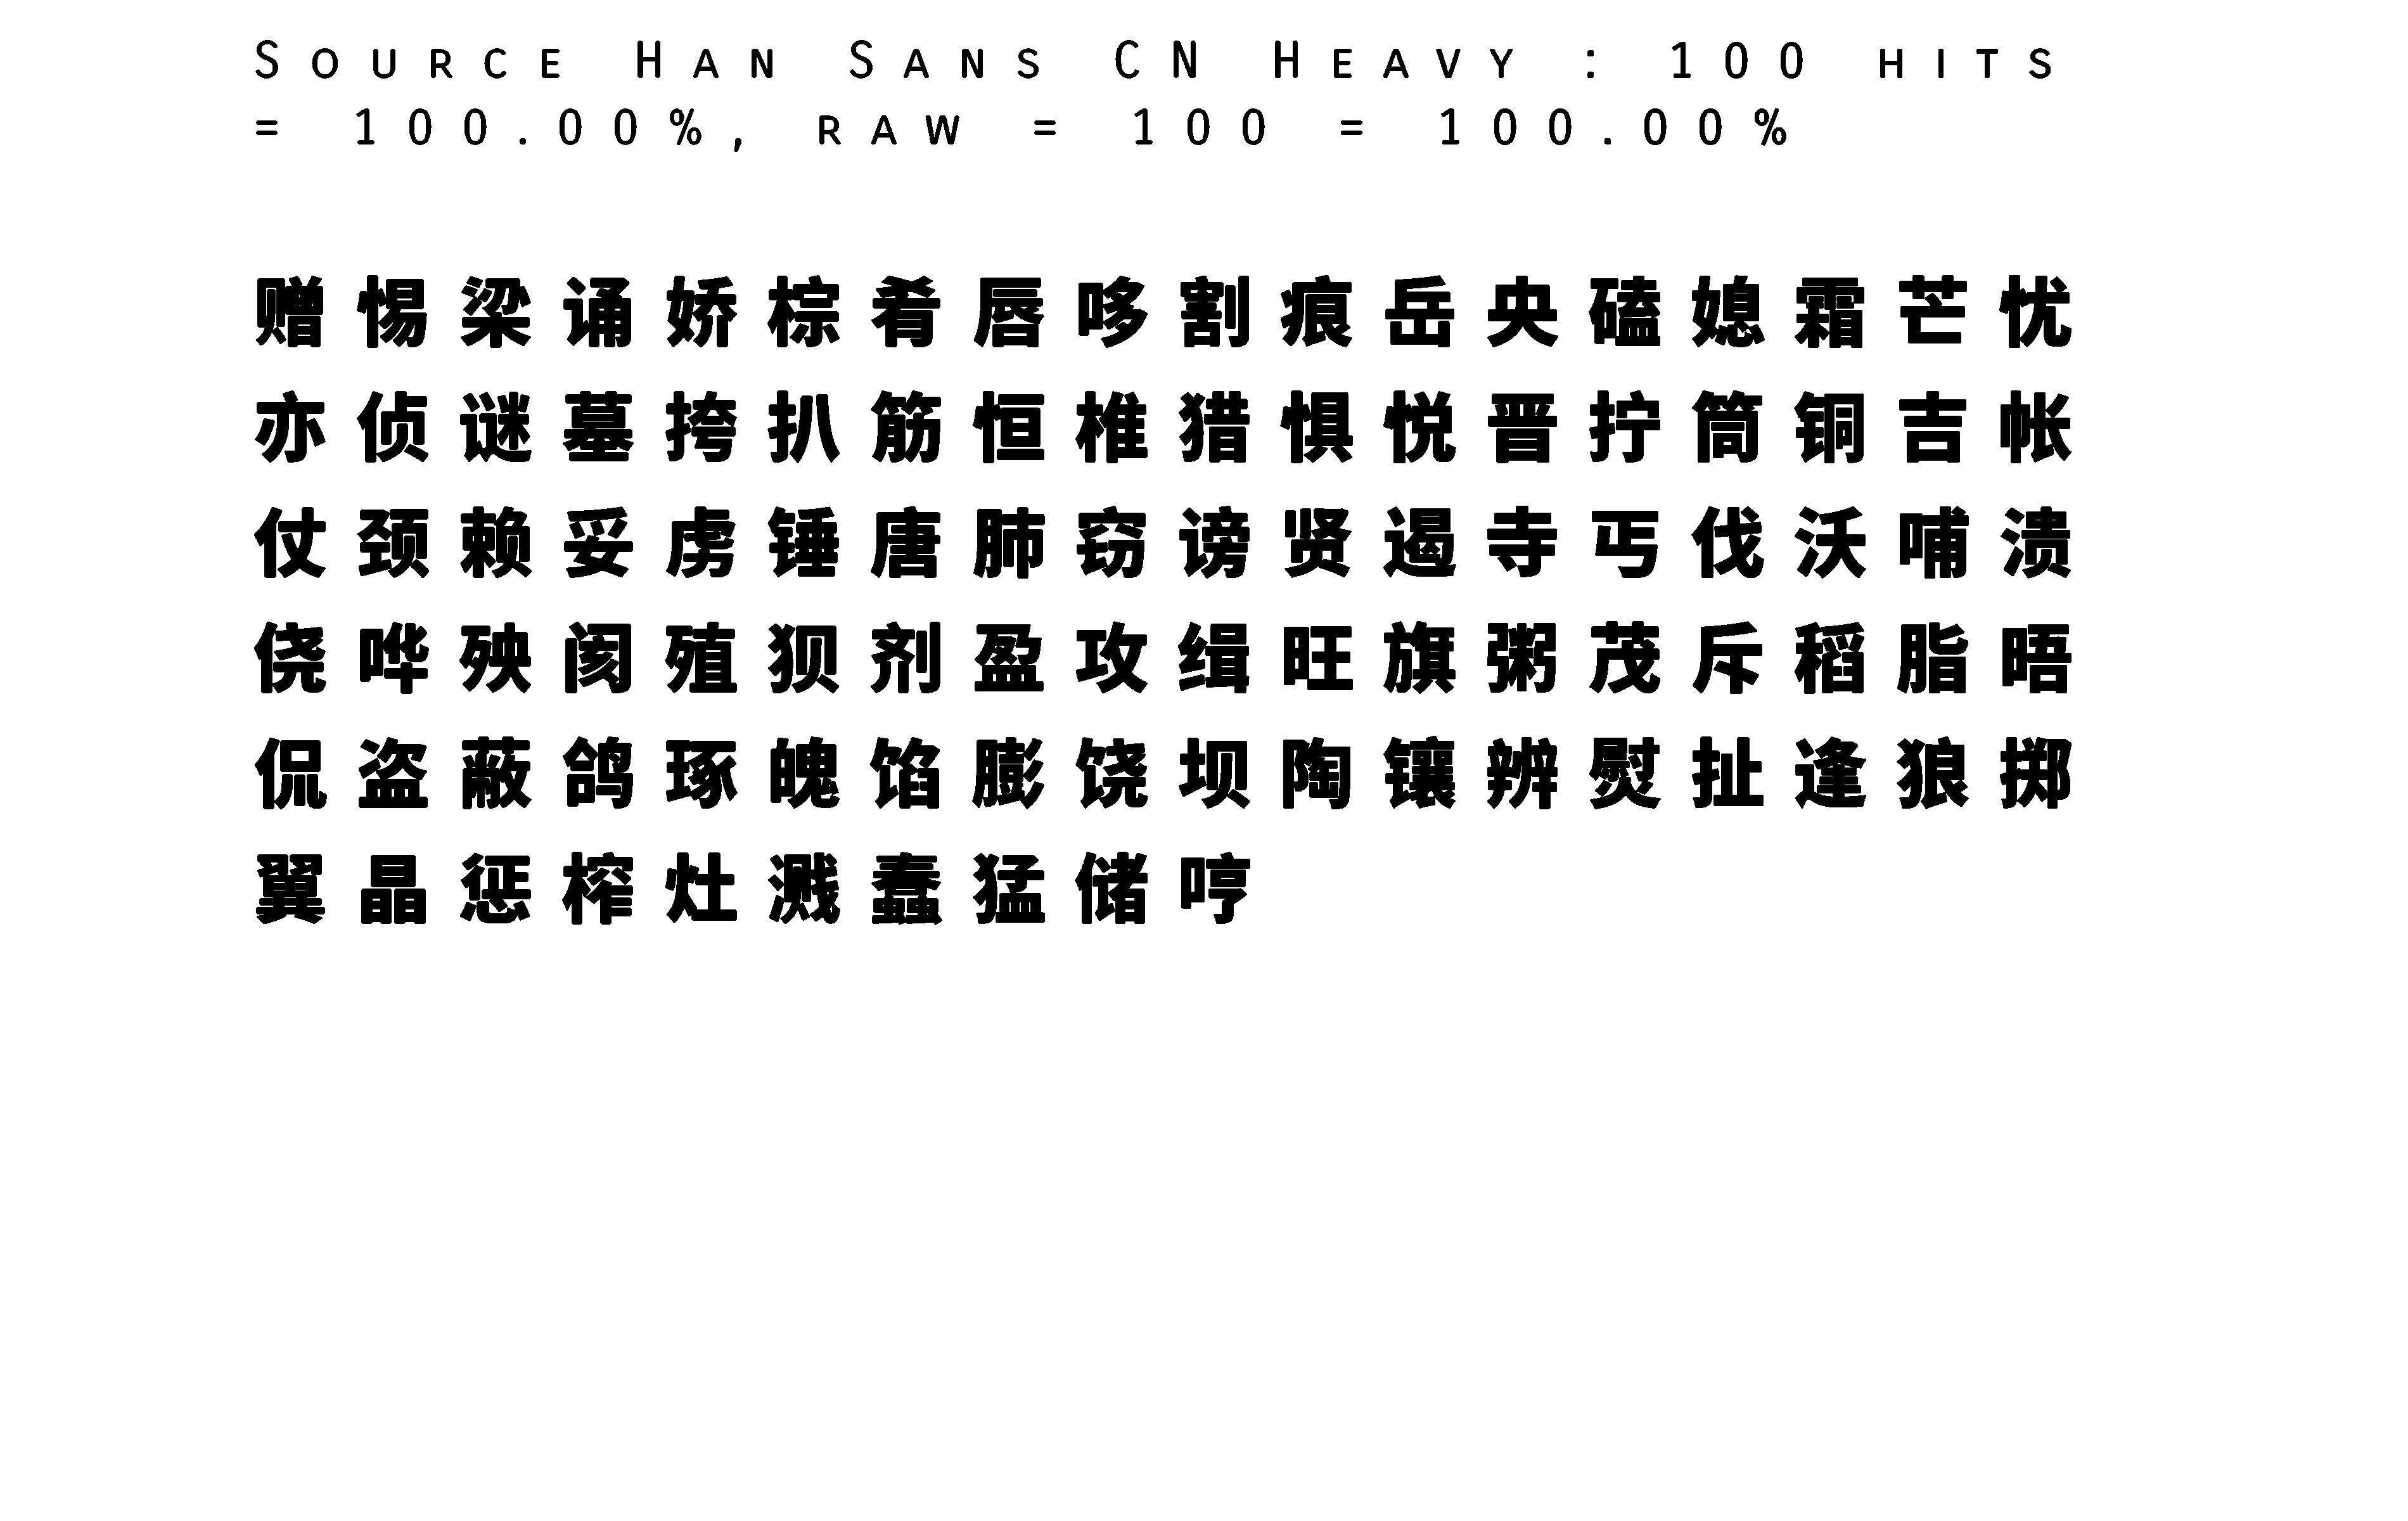 Source Han Sans CN Heavy : 100 hits
= 100.00%, raw = 100 = 100.00%
赠惕梁诵娇棕肴唇哆割痕岳央磕媳霜芒忧
亦侦谜墓挎扒筋恒椎猎惧悦晋拧筒铜吉帐
仗颈赖妥虏锤唐肺窃谤贤遏寺丐伐沃哺溃
侥哗殃阂殖狈剂盈攻缉旺旗粥茂斥稻脂晤
侃盗蔽鸽琢魄馅膨饶坝陶镶辨熨扯逢狼掷
翼晶惩榨灶溅蠢猛储哼